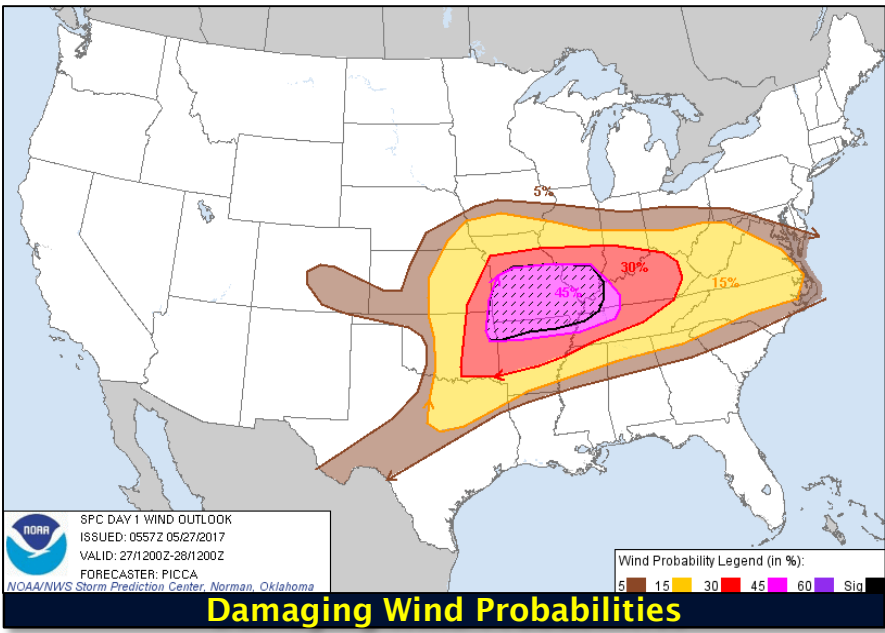 5%
30%
45%
15%
NOAA
SPC DAY 1 WIND OUTLOOK
ISSUED: 0557Z 05/27/2017
VALID: 27/1200Z-28/1200Z
FORECASTER: PICCA
NOAA/NWS Storm Prediction Center, Norman, Oklahoma
Wind Probability Legend (in %):
5 15 30 45 60 Sig
Damaging Wind Probabilities